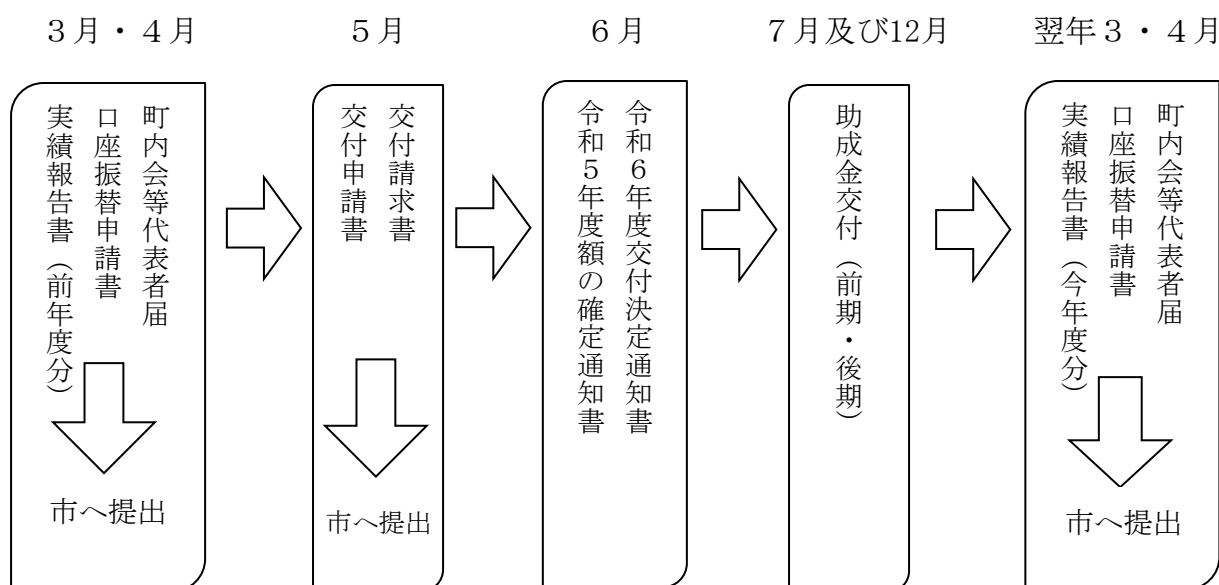 ３月・４月
町内会等代表者届
口座振替申請書
実績報告書（前年度分）
市へ提出
５月
交付請求書
交付申請書
市へ提出
６月
令和６年度交付決定通知書
令和５年度額の確定通知書
７月及び12月
助成金交付（前期・後期）
翌年３・４月
町内会等代表者届
口座振替申請書
実績報告書（今年度分）
市へ提出